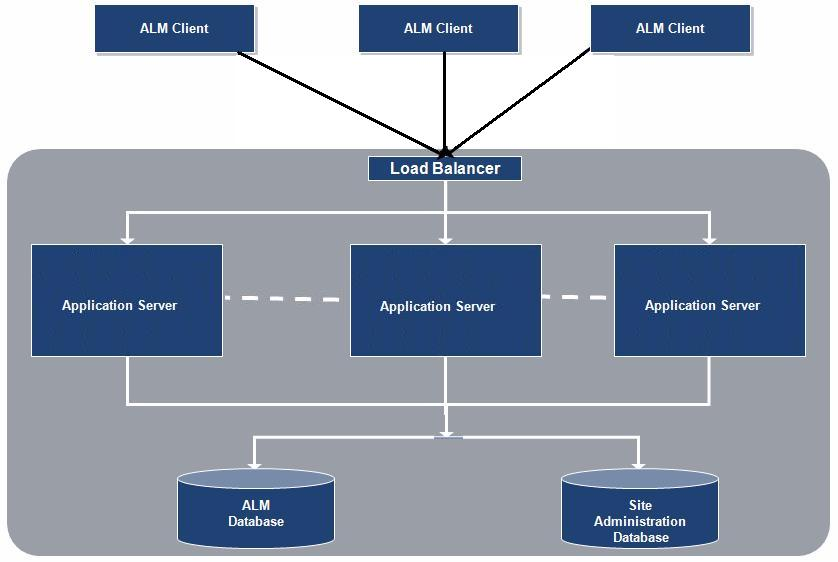 ALM Client
ALM Client
ALM Client
Load Balancer
Application Server
Application Server
Application Server
ALM
Database
Site
Administration
Database